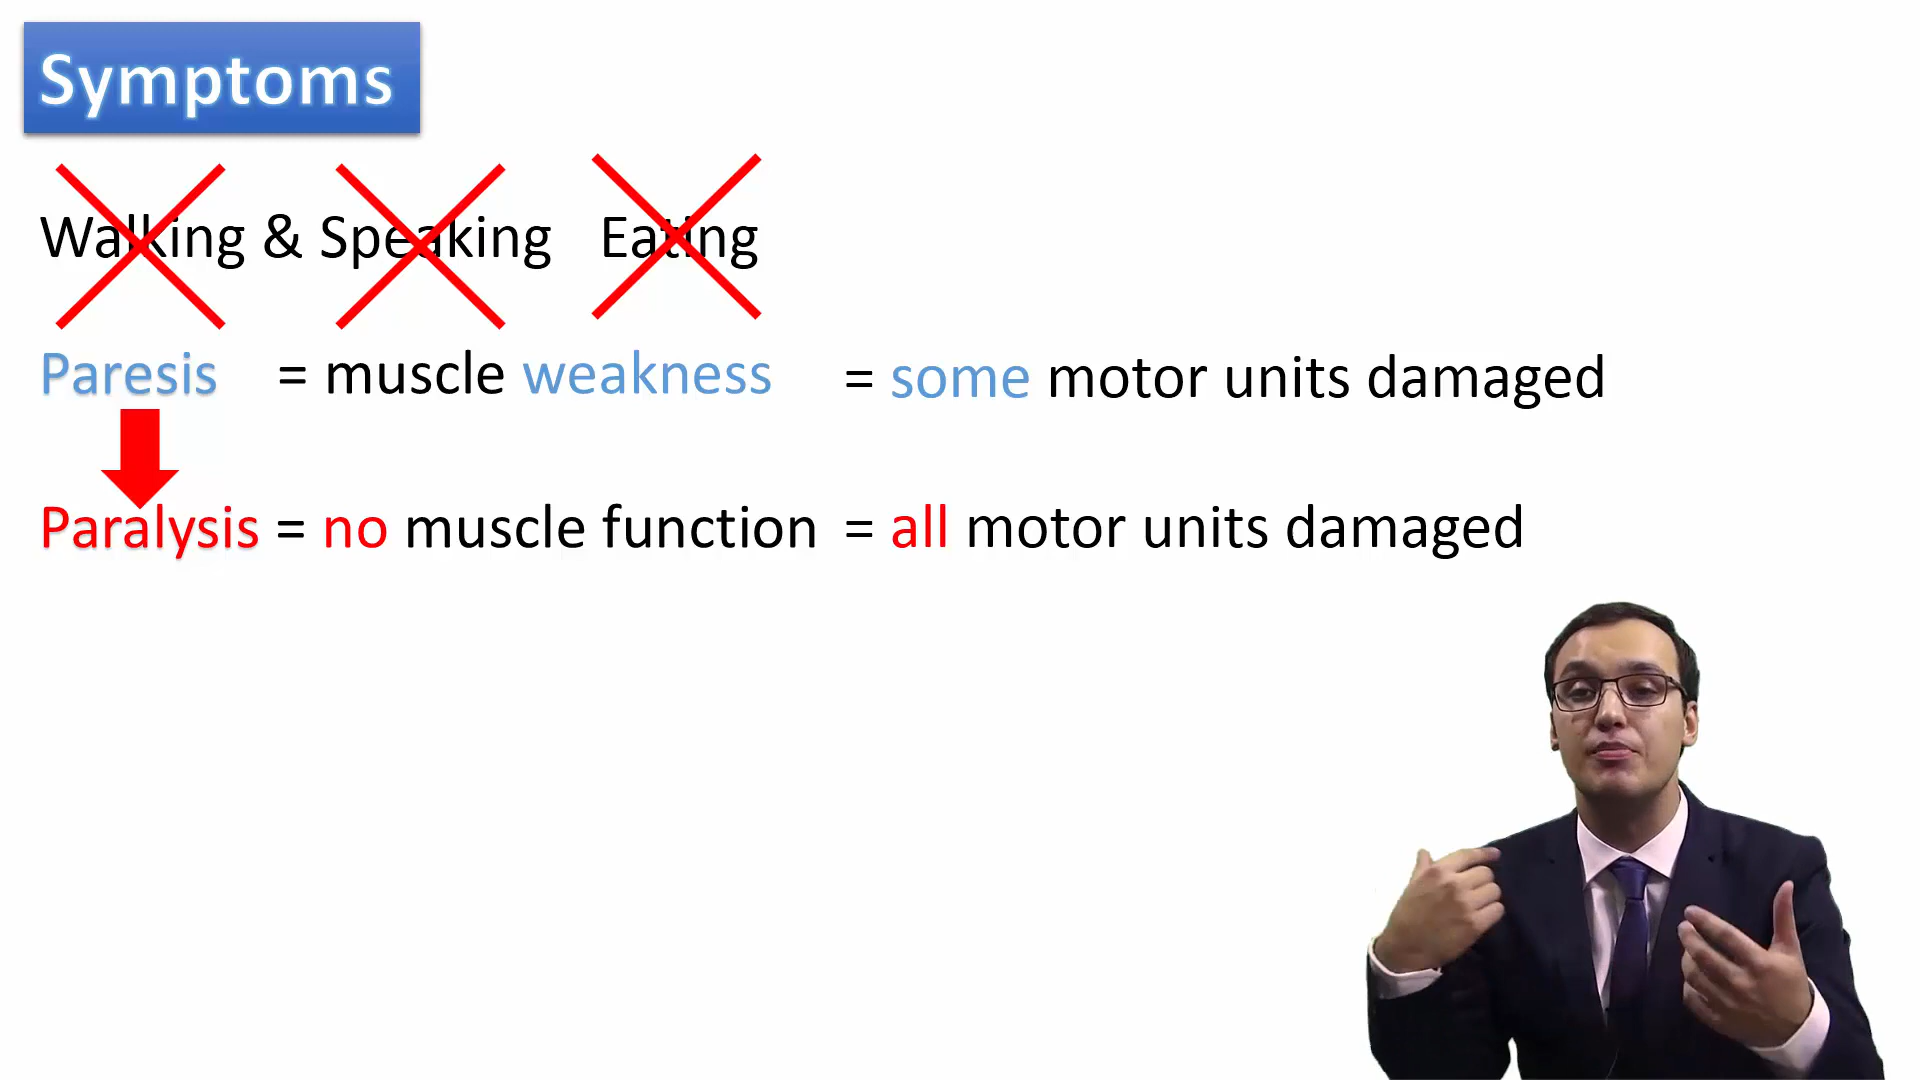 Symptoms
Walking & Speaking Eating
Paresis = muscle weakness = some motor units damaged
Paralysis = no muscle function = all motor units damaged